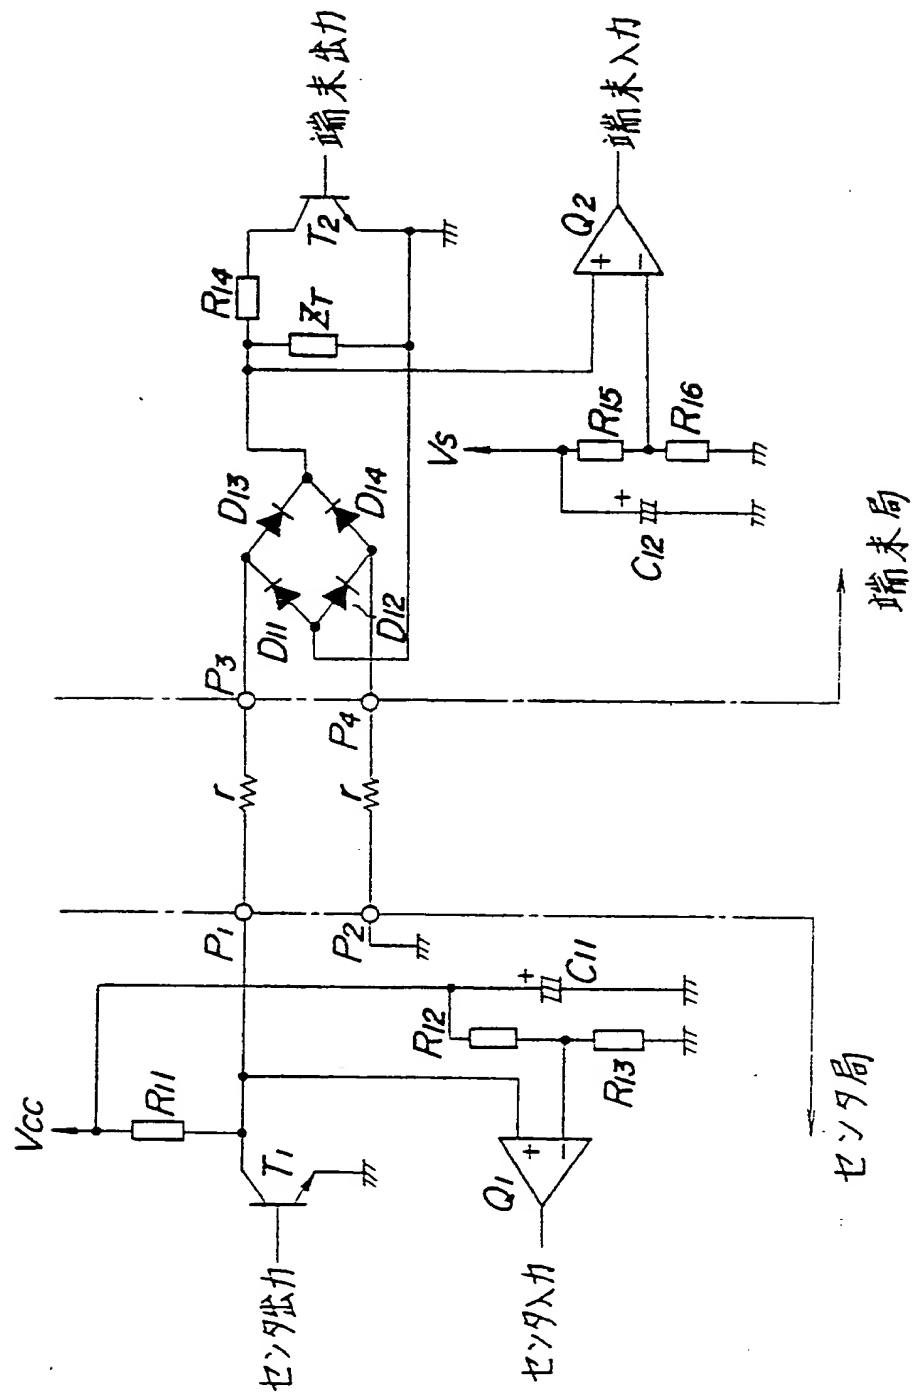 センタ出力
T1
VCC
R11
センタ入力
Q1
+
−
R12
R13
+
C11
センタ局
P1
P2
r
r
P3
P4
D11
D12
D13
D14
R14
ZT
T2
端末出力
VS
+
C12
R15
R16
Q2
+
−
端末入力
端末局